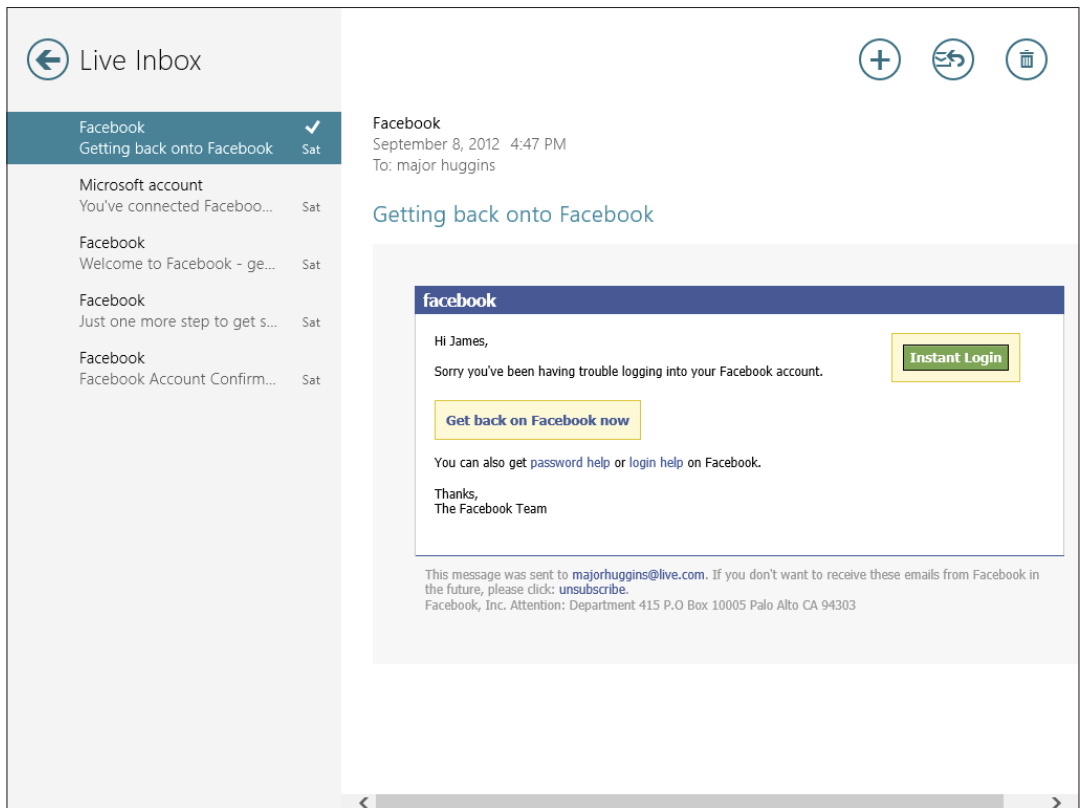 Live Inbox
Facebook
Getting back onto Facebook Sat
Microsoft account
You've connected Faceboo... Sat
Facebook
Welcome to Facebook - ge... Sat
Facebook
Just one more step to get s... Sat
Facebook
Facebook Account Confirm... Sat
Facebook
September 8, 2012 4:47 PM
To: major huggins
Getting back onto Facebook
facebook
Hi James,
Sorry you've been having trouble logging into your Facebook account.
Instant Login
Get back on Facebook now
You can also get password help or login help on Facebook.
Thanks,
The Facebook Team
This message was sent to majorhuggins@live.com. If you don't want to receive these emails from Facebook in
the future, please click: unsubscribe.
Facebook, Inc. Attention: Department 415 P.O Box 10005 Palo Alto CA 94303